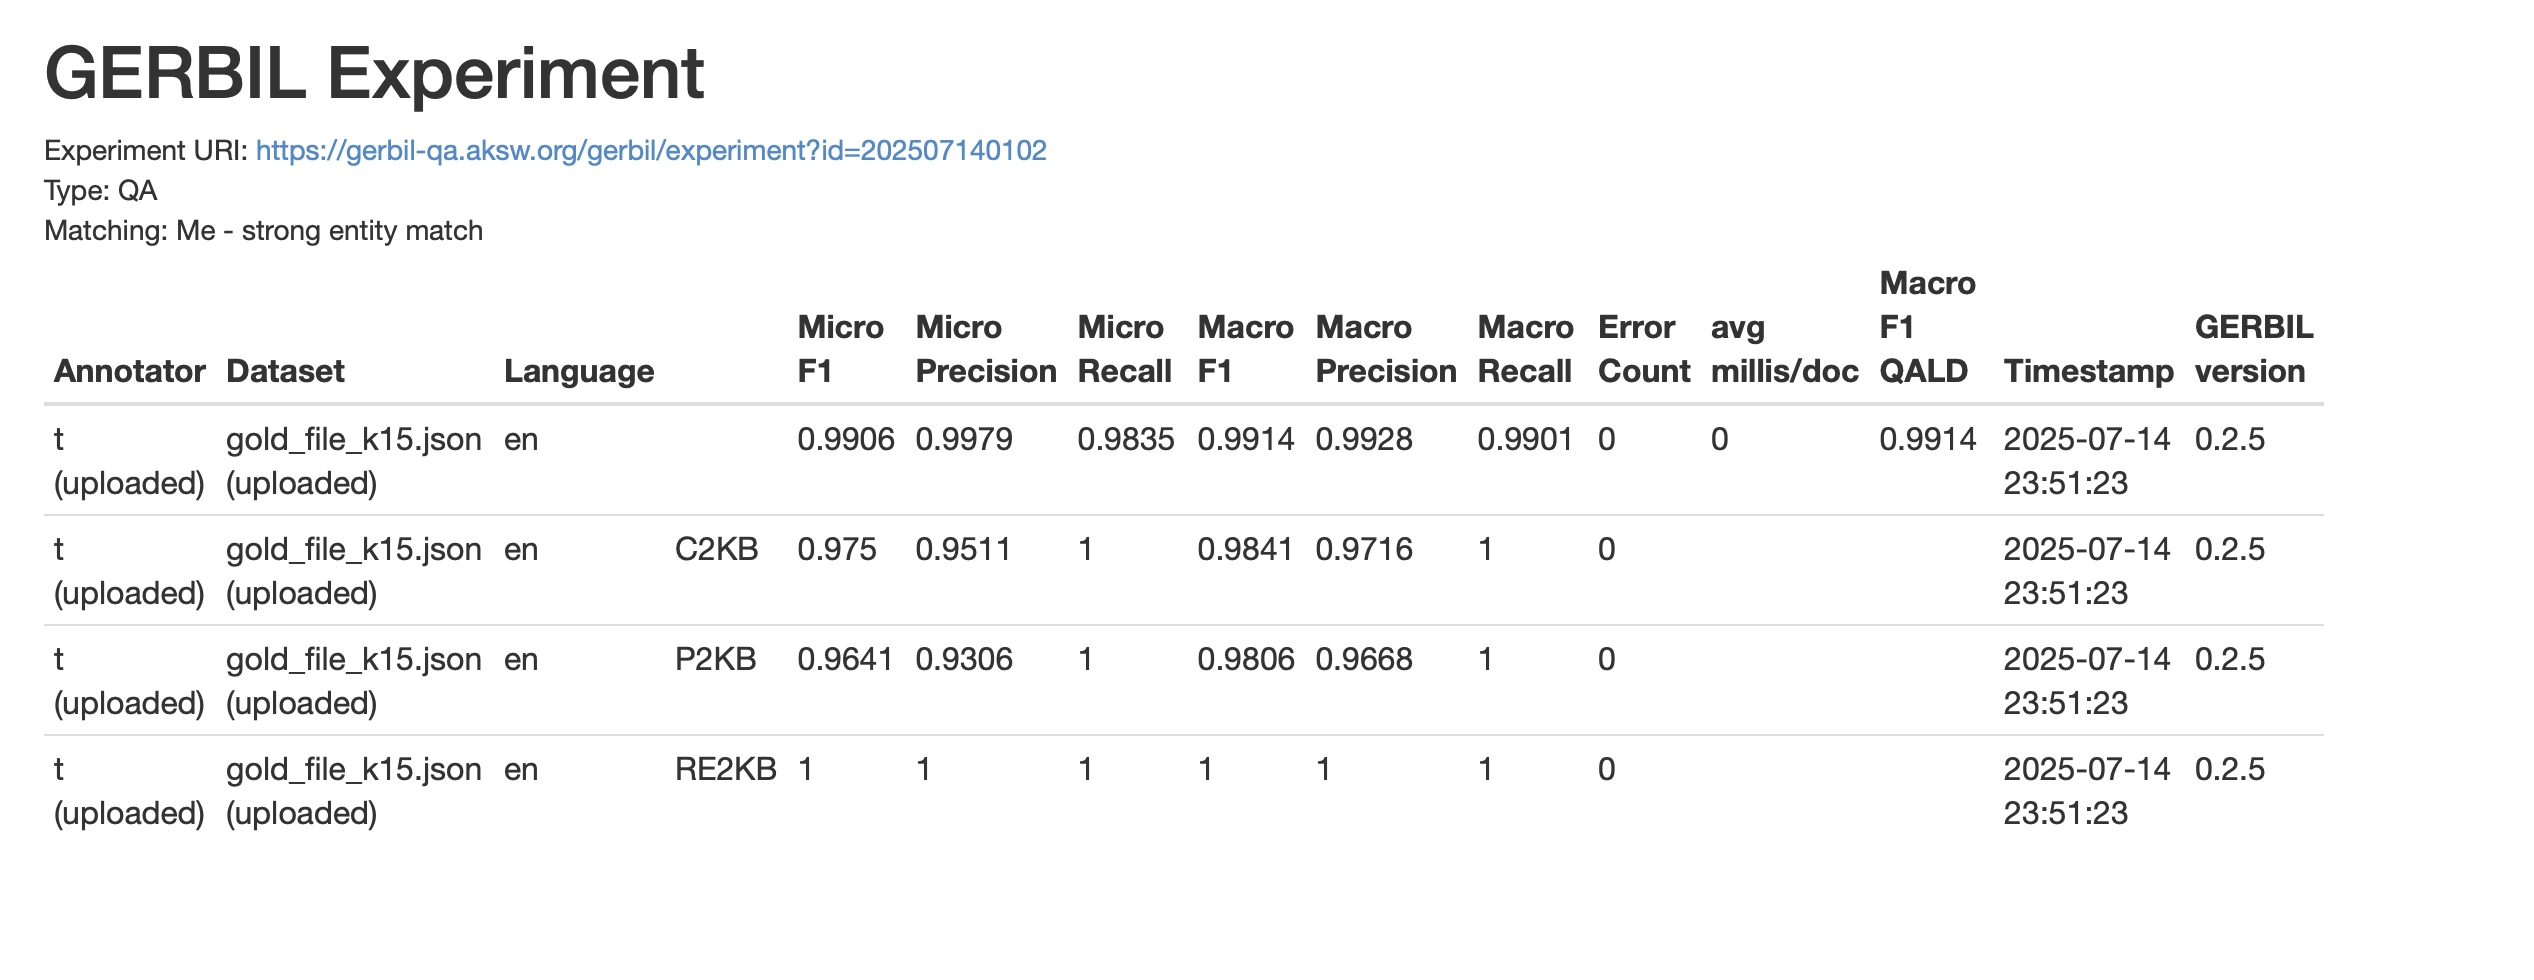 GERBIL Experiment
Experiment URI: https://gerbil-qa.aksw.org/gerbil/experiment?id=202507140102
Type: QA
Matching: Me - strong entity match
Macro
Micro Micro Micro Macro Macro Macro Error avg F1 GERBIL
Annotator Dataset Language F1 Precision Recall F1 Precision Recall Count millis/doc QALD Timestamp version
t gold_file_k15.json en 0.9906 0.9979 0.9835 0.9914 0.9928 0.9901 0 0 0.9914 2025-07-14 0.2.5
(uploaded) (uploaded) 23:51:23
t gold_file_k15.json en C2KB 0.975 0.9511 1 0.9841 0.9716 1 0 2025-07-14 0.2.5
(uploaded) (uploaded) 23:51:23
t gold_file_k15.json en P2KB 0.9641 0.9306 1 0.9806 0.9668 1 0 2025-07-14 0.2.5
(uploaded) (uploaded) 23:51:23
t gold_file_k15.json en RE2KB 1 1 1 1 1 1 0 2025-07-14 0.2.5
(uploaded) (uploaded) 23:51:23